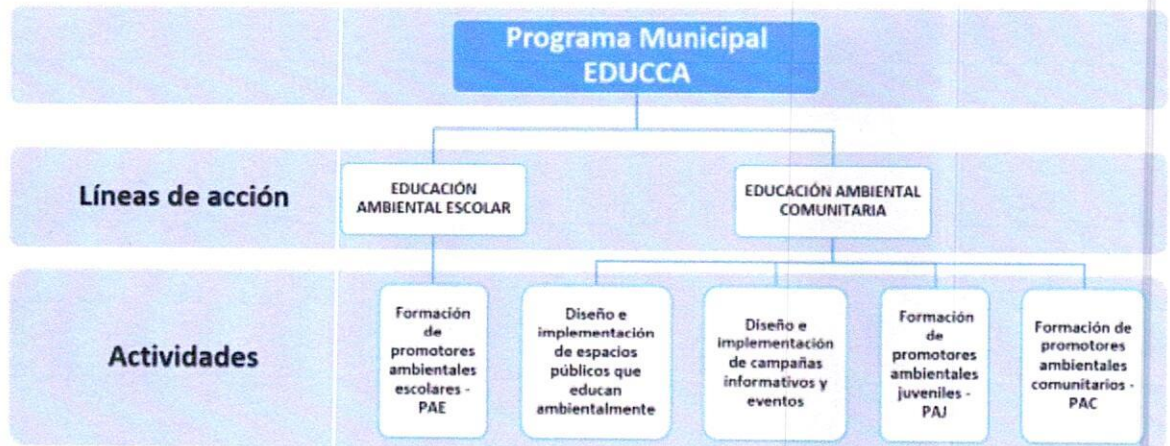 Programa Municipal
EDUCCA
Líneas de acción
EDUCACIÓN
AMBIENTAL ESCOLAR
EDUCACIÓN AMBIENTAL
COMUNITARIA
Actividades
Formación
de
promotores
ambientales
escolares -
PAE
Diseño e
implementación
de espacios
públicos que
educan
ambientalmente
Diseño e
implementación
de campañas
informativos y
eventos
Formación
de
promotores
ambientales
juveniles -
PAJ
Formación de
promotores
ambientales
comunitarios -
PAC